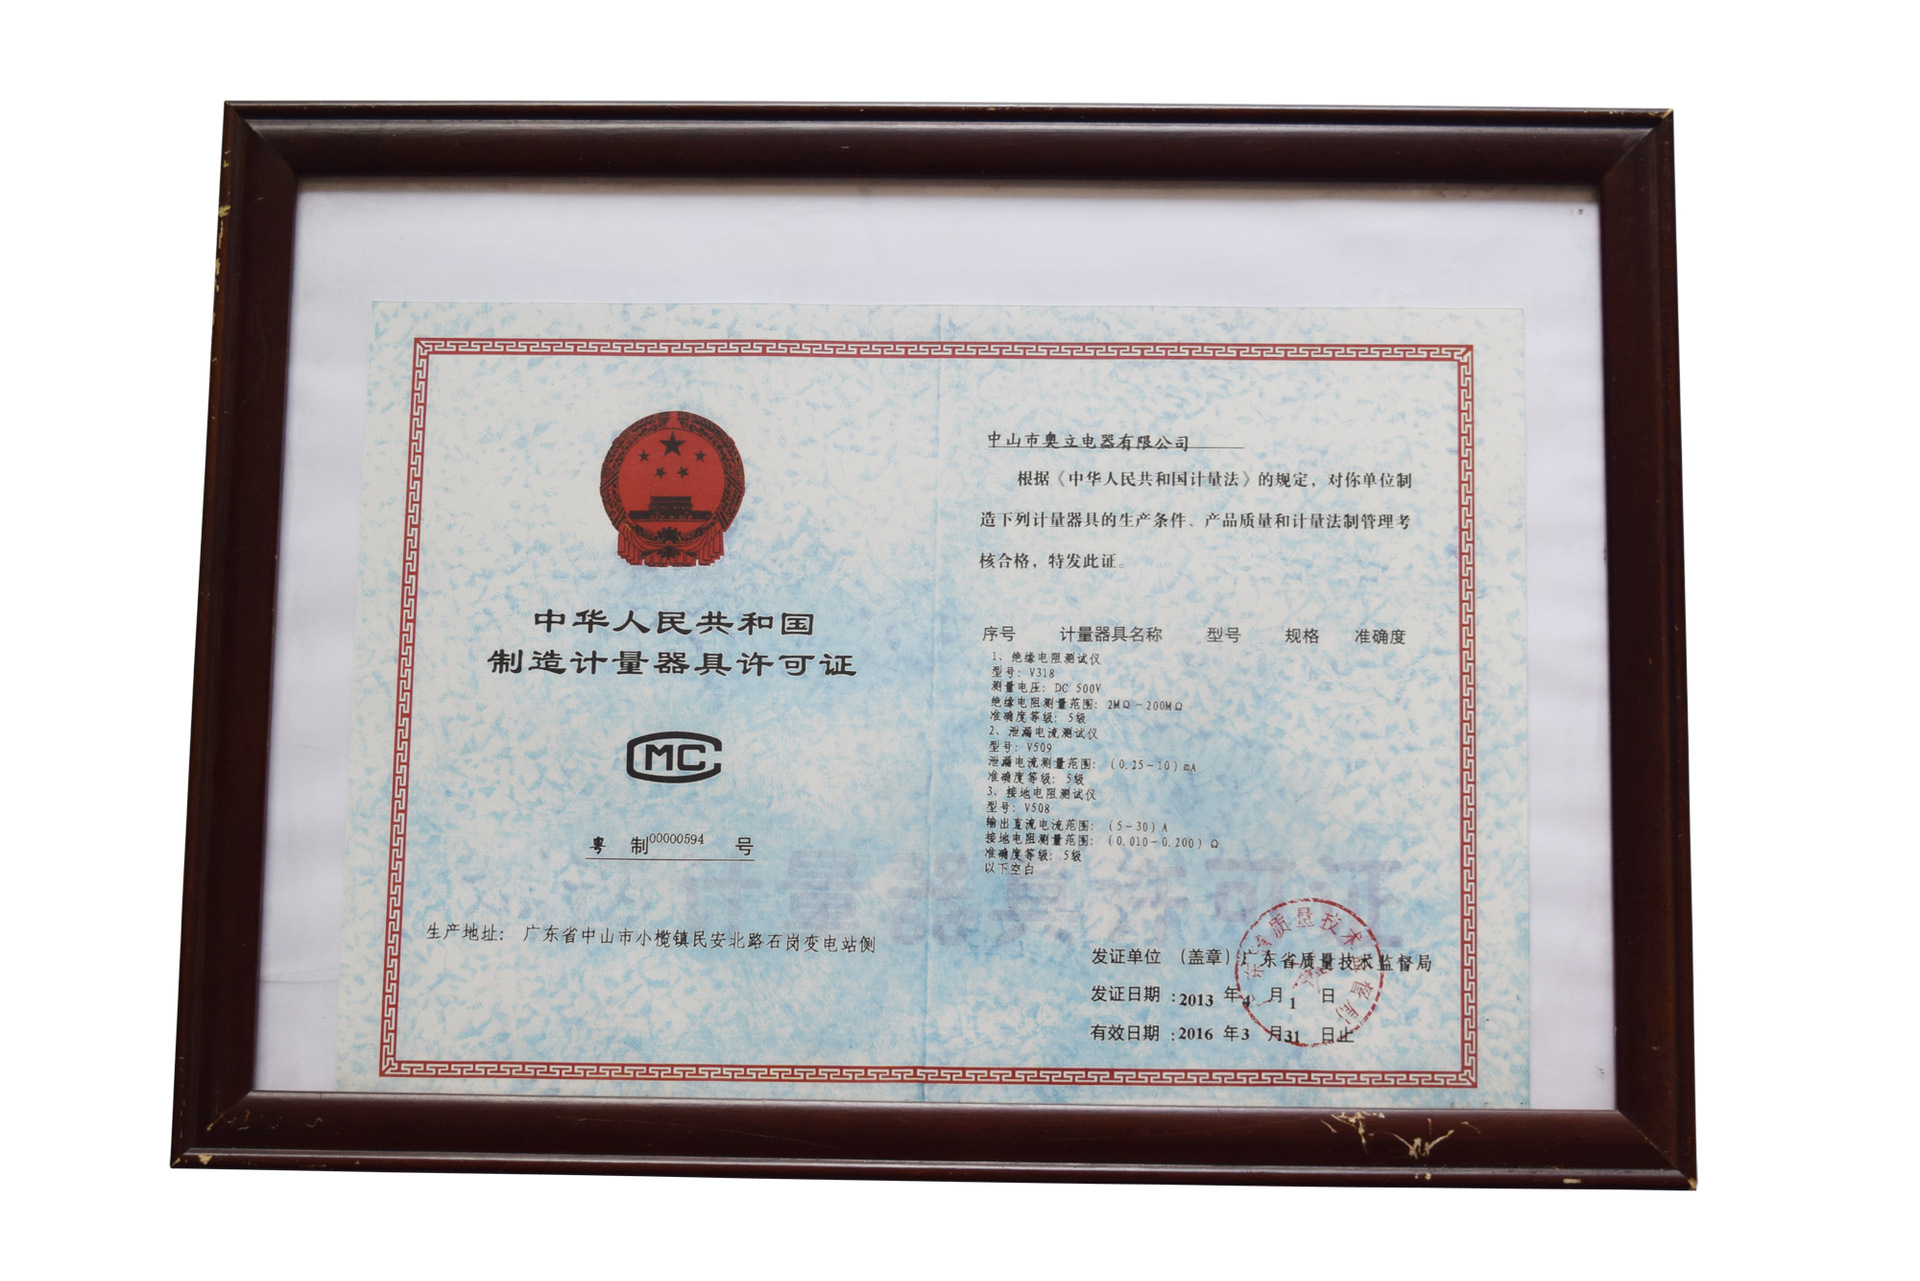 中华人民共和国
制造计量器具许可证
CMC
粤 制00000594 号
生产地址: 广东省中山市小榄镇民安北路石岗变电站侧
中山市奥立电器有限公司
根据《中华人民共和国计量法》的规定，对你单位制
造下列计量器具的生产条件、产品质量和计量法制管理考
核合格，特发此证。
序号 计量器具名称 型号 规格 准确度
1、绝缘电阻测试仪
型号: V318
测量电压: DC 500V
绝缘电阻测量范围: 2MΩ~200MΩ
准确度等级: 5级
2、泄漏电流测试仪
型号: V509
泄漏电流测量范围: (0.25~10)mA
准确度等级: 5级
3、接地电阻测试仪
型号: V508
输出直流电流范围: (5~30)A
接地电阻测量范围: (0.010~0.200)Ω
准确度等级: 5级
以下空白
发证单位 (盖章)广东省质量技术监督局
发证日期 :2013 年4 月 1 日
有效日期 :2016 年3 月31 日止